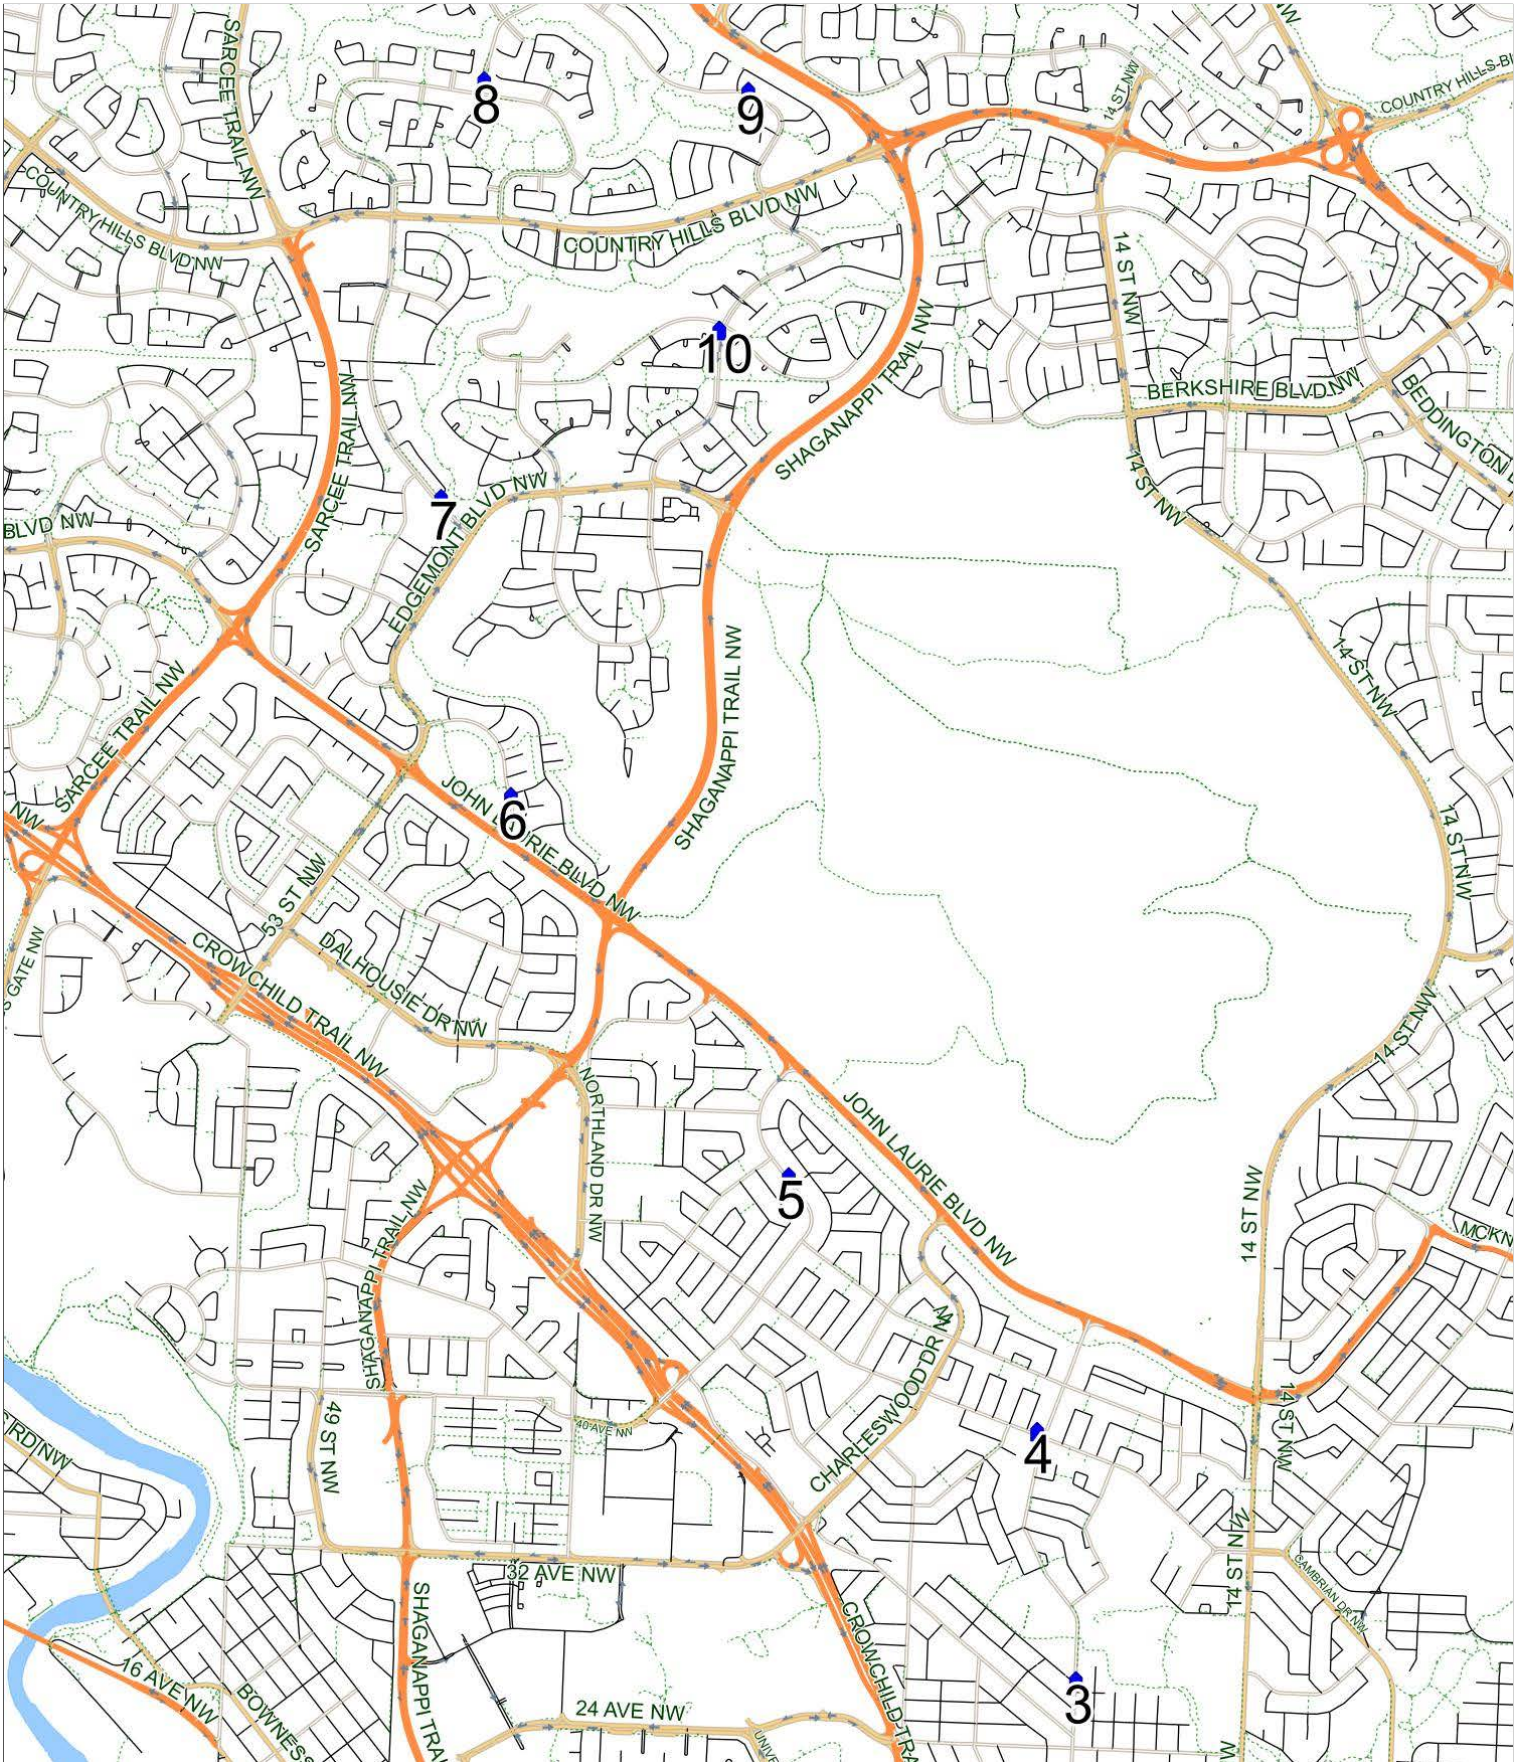 SARCEE TRAIL NW
14 ST NW
COUNTRY HILLS
8
9
COUNTRY HILLS BLVD NW
COUNTRY HILLS BLVD NW
14 ST NW
10
SHAGANAPPI TRAIL NW
BERKSHIRE BLVD NW
BEDDINGTON
SARCEE TRAIL NW
14 ST NW
7
EDGEMONT BLVD NW
BLVD NW
SHAGANAPPI TRAIL NW
14 ST NW
SARCEE TRAIL NW
NW
JOHN LAURIE BLVD NW
6
14 ST NW
53 ST NW
GATE NW
CROWCHILD TRAIL NW
DALHOUSIE DR NW
14 ST NW
NORTHLAND DR NW
JOHN LAURIE BLVD NW
5
SHAGANAPPI TRAIL NW
14 ST NW
MCKN
CHARLESWOOD DR NW
49 ST NW
40 AVE NW
RD NW
4
14 ST NW
14 ST NW
32 AVE NW
CAMBRIAN DR NW
SHAGANAPPI TRA
CROWCHILD TRA
16 AVE NW
BOWNESS
3
24 AVE NW
UNIVE
W